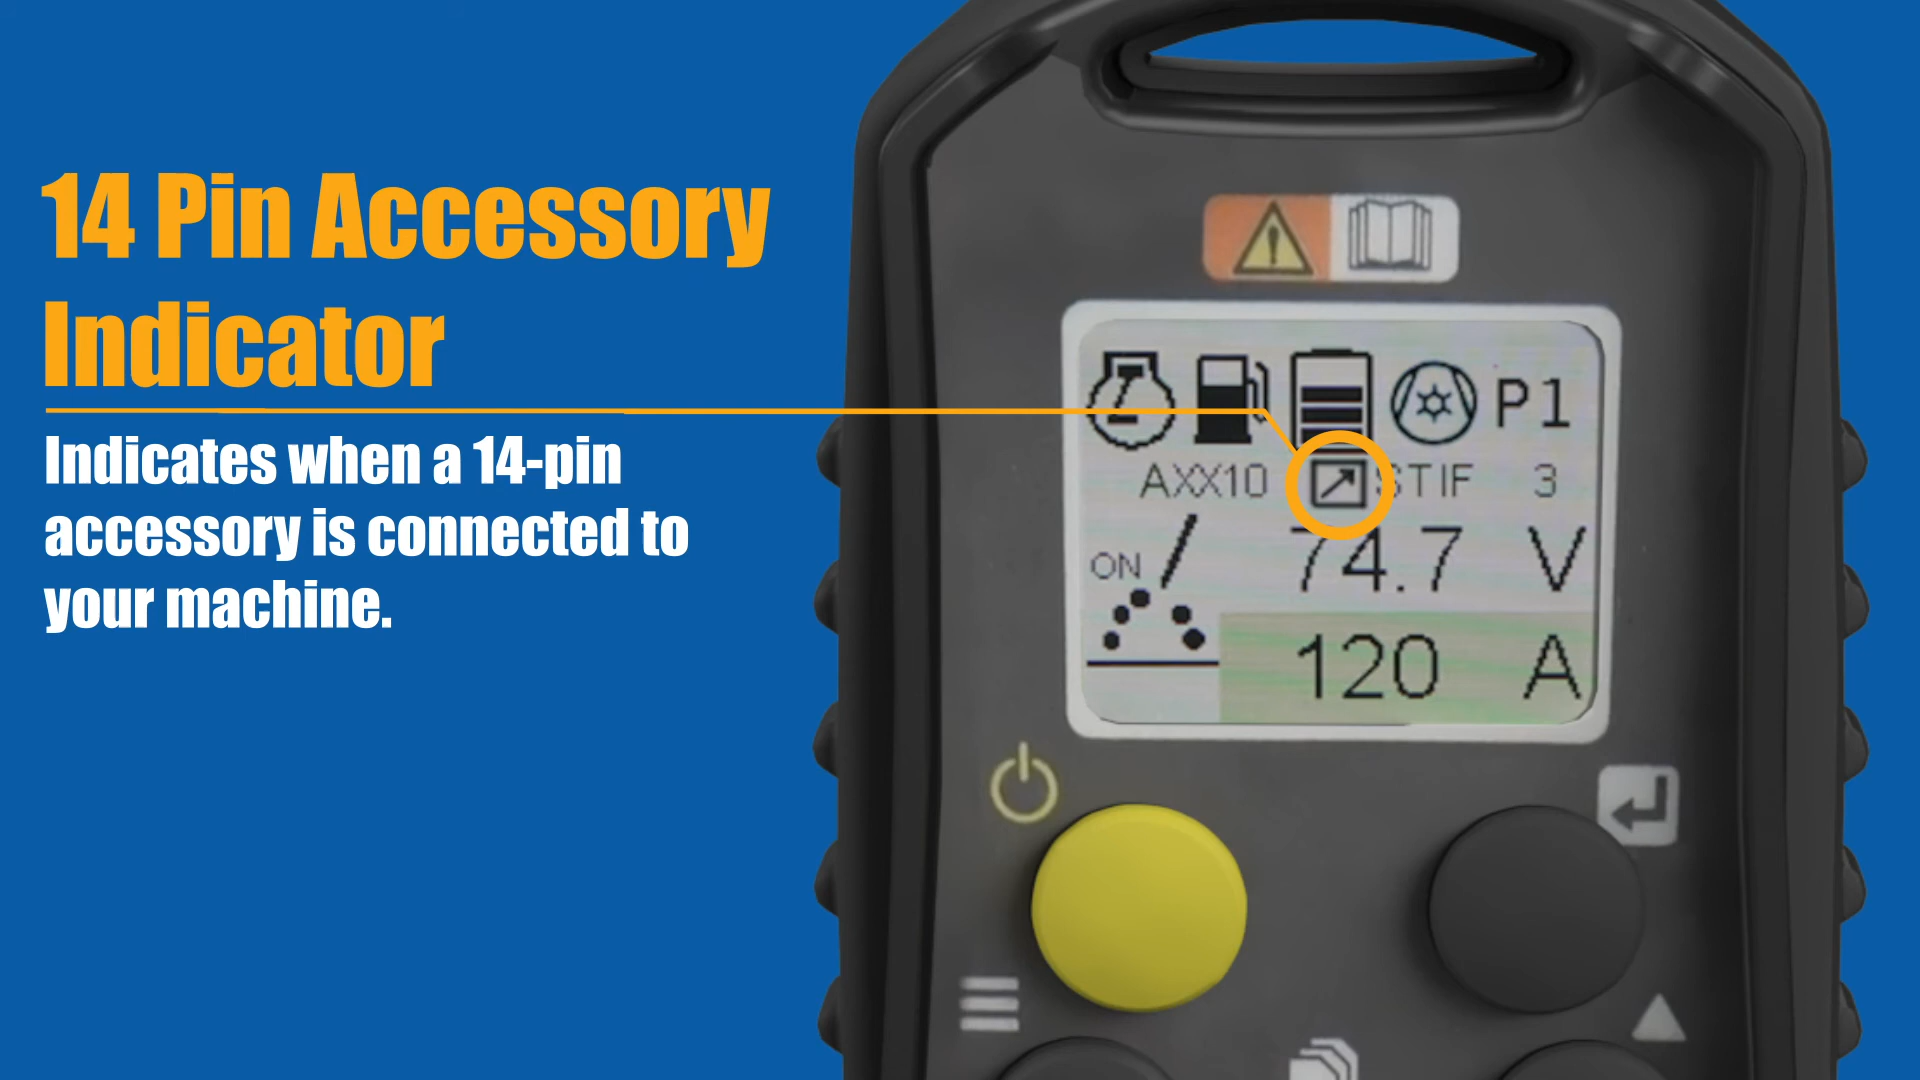 14 Pin Accessory
Indicator
Indicates when a 14-pin
accessory is connected to
your machine.
P1
AXX10 STIF 3
ON 74.7 V
120 A